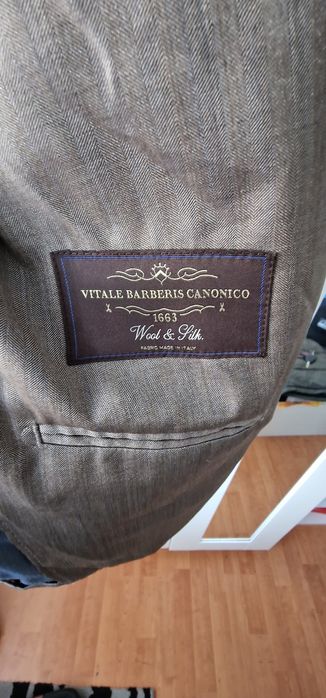 VITALE BARBERIS CANONICO
1663
Wool & Silk.
FABRIC MADE IN ITALY